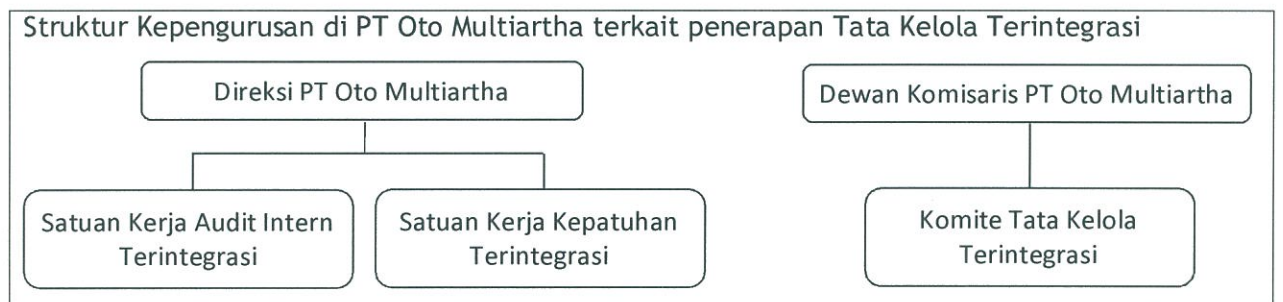 Struktur Kepengurusan di PT Oto Multiartha terkait penerapan Tata Kelola Terintegrasi
Direksi PT Oto Multiartha
Dewan Komisaris PT Oto Multiartha
Satuan Kerja Audit Intern
Terintegrasi
Satuan Kerja Kepatuhan
Terintegrasi
Komite Tata Kelola
Terintegrasi